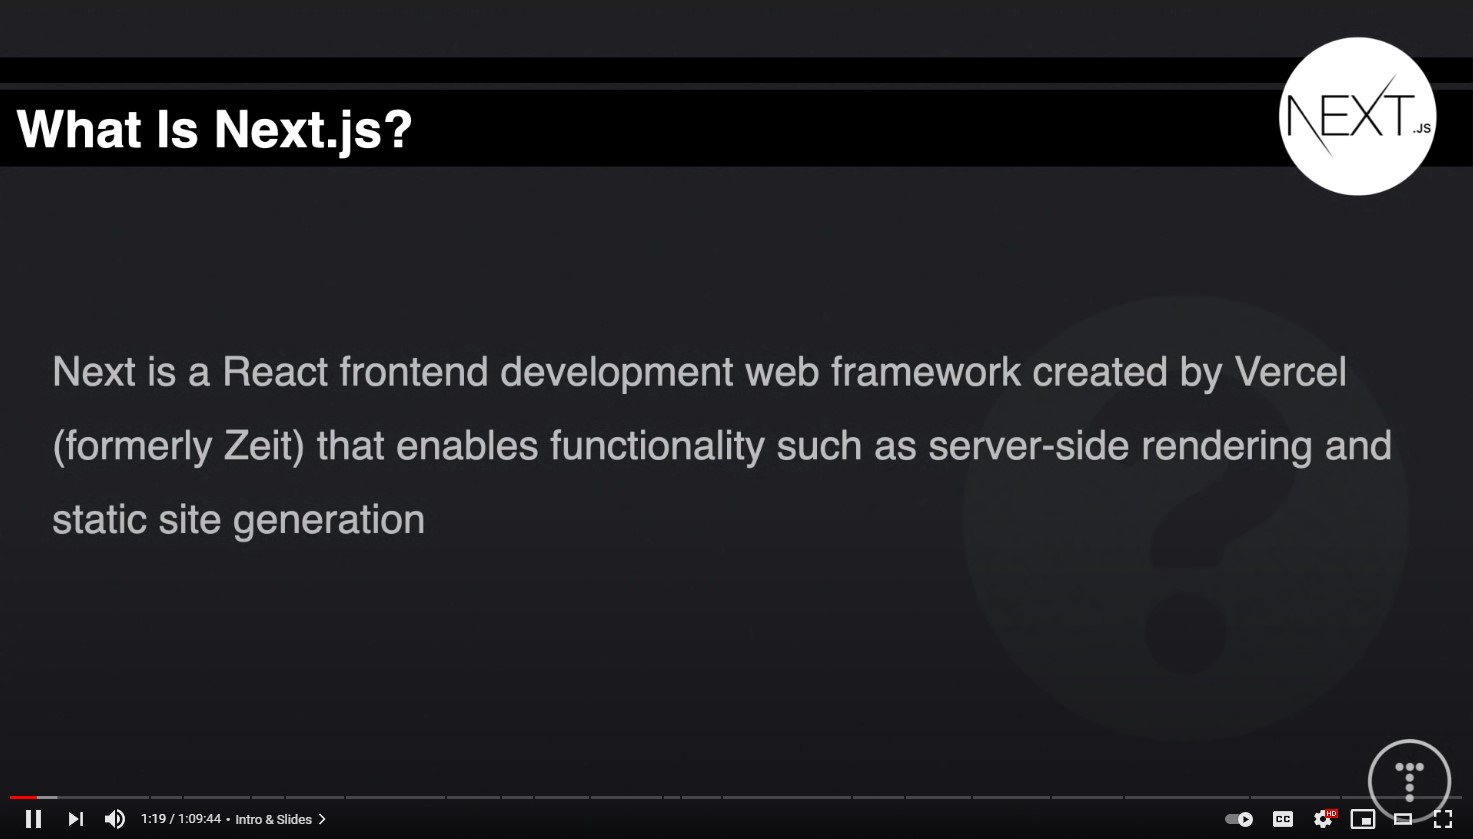 What Is Next.js?
NEXT.JS
Next is a React frontend development web framework created by Vercel
(formerly Zeit) that enables functionality such as server-side rendering and
static site generation
T
1:19 / 1:09:44 • Intro & Slides
CC
HD